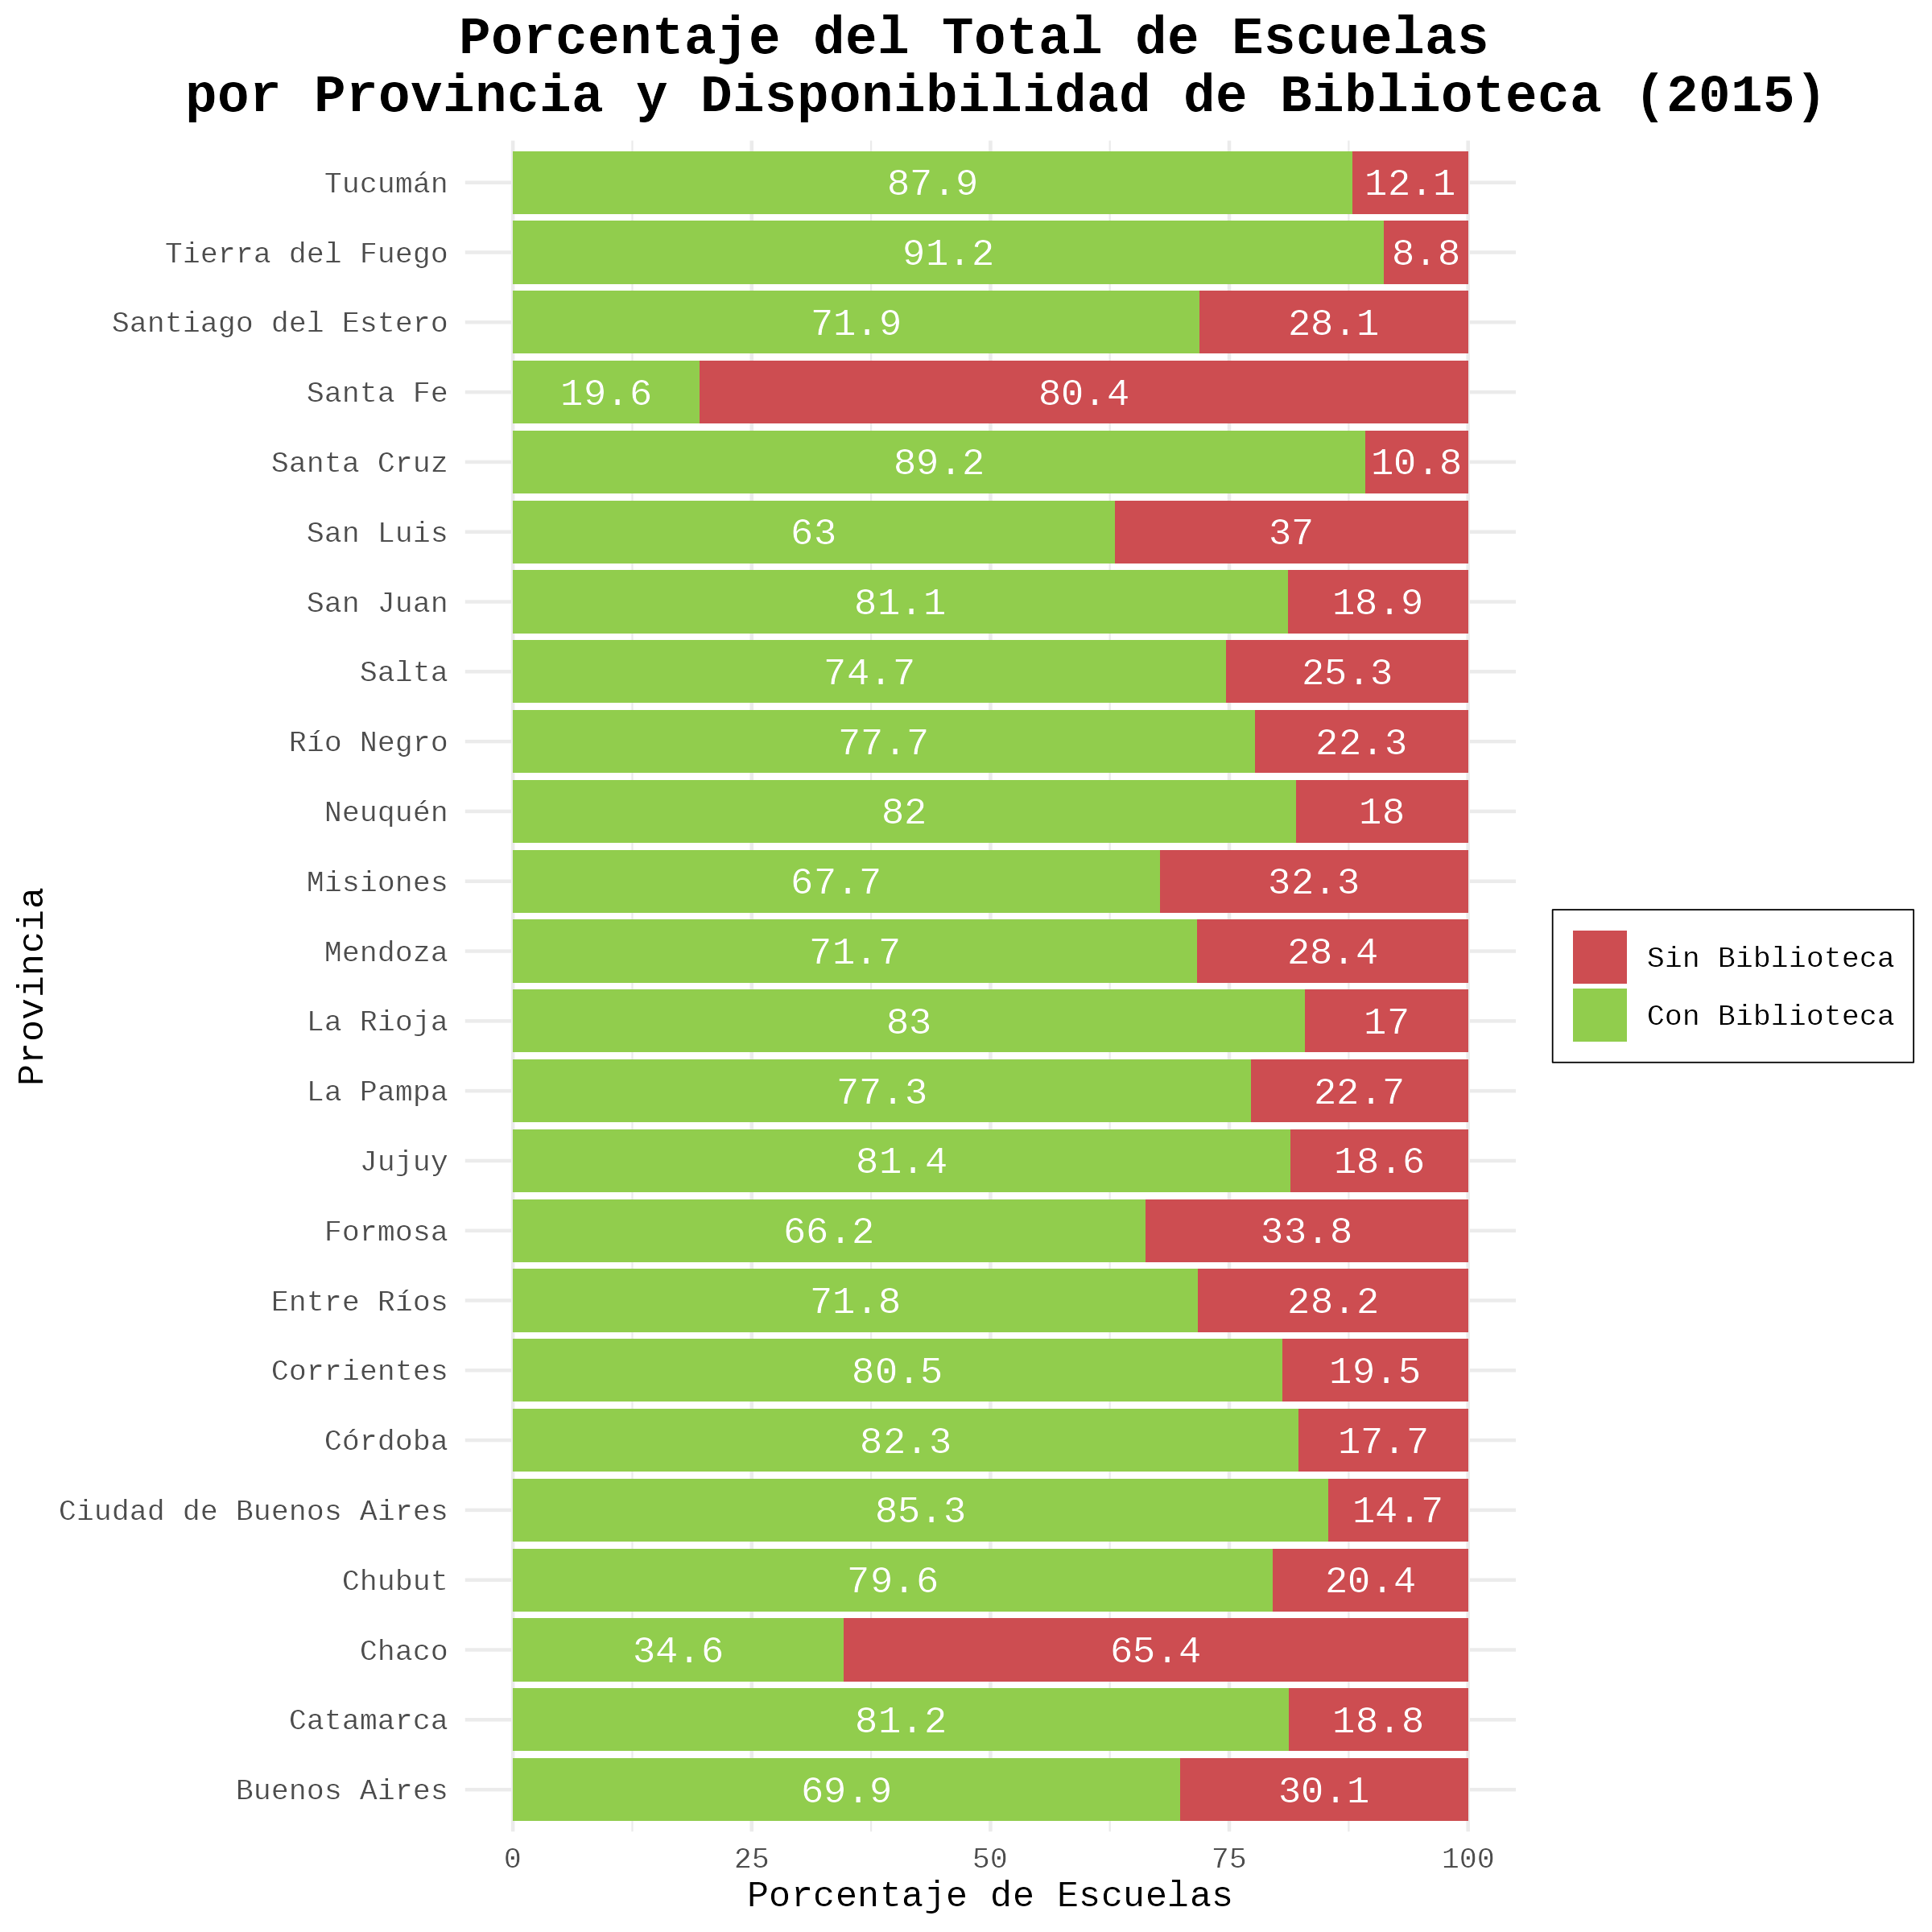 Porcentaje del Total de Escuelas
por Provincia y Disponibilidad de Biblioteca (2015)
Tucumán 87.9 12.1
Tierra del Fuego 91.2 8.8
Santiago del Estero 71.9 28.1
Santa Fe 19.6 80.4
Santa Cruz 89.2 10.8
San Luis 63 37
San Juan 81.1 18.9
Salta 74.7 25.3
Río Negro 77.7 22.3
Neuquén 82 18
Misiones 67.7 32.3
Mendoza 71.7 28.4
La Rioja 83 17
La Pampa 77.3 22.7
Jujuy 81.4 18.6
Formosa 66.2 33.8
Entre Ríos 71.8 28.2
Corrientes 80.5 19.5
Córdoba 82.3 17.7
Ciudad de Buenos Aires 85.3 14.7
Chubut 79.6 20.4
Chaco 34.6 65.4
Catamarca 81.2 18.8
Buenos Aires 69.9 30.1
0 25 50 75 100
Porcentaje de Escuelas
Provincia
Sin Biblioteca
Con Biblioteca